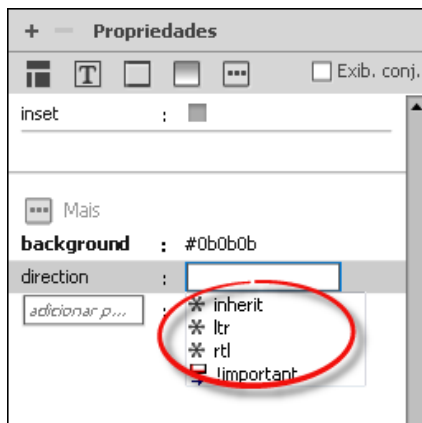 + − Propriedades
T Exib. conj.
inset :
Mais
background : #0b0b0b
direction :
adicionar p... :
inherit
ltr
rtl
!important